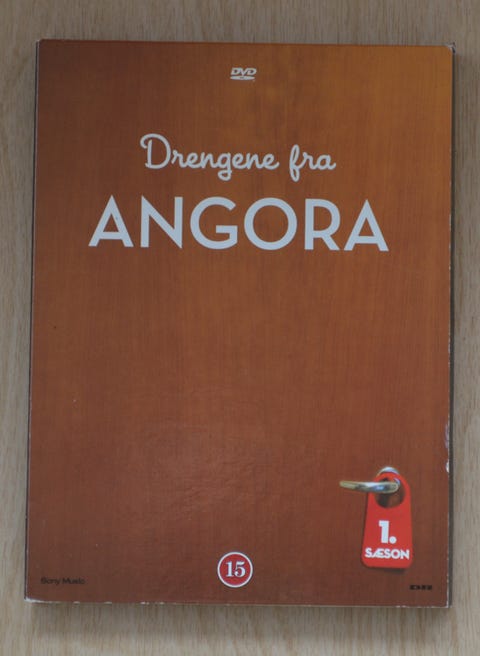 DVD
Drengene fra
ANGORA
1.
SÆSON
15
Sony Music
DR